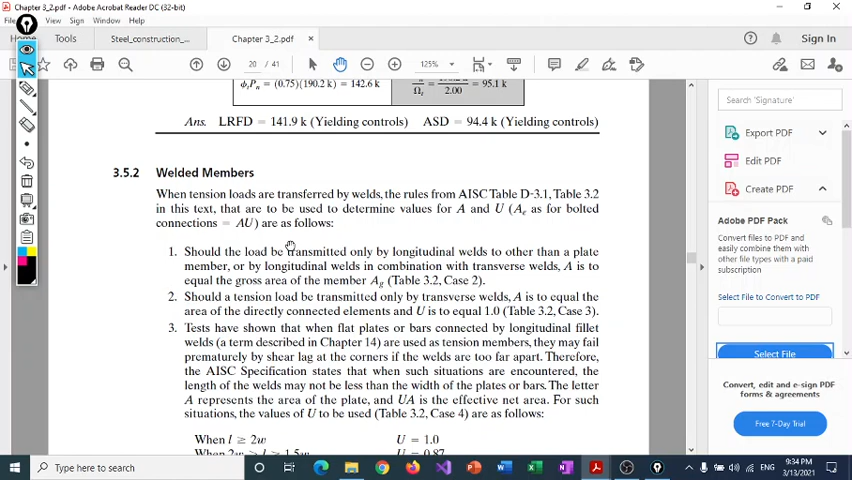 Chapter 3_2.pdf - Adobe Acrobat Reader DC (32-bit)
View Sign Window Help
Tools Steel_construction_... Chapter 3_2.pdf × Sign In
20 / 41 125%
ϕtPn = (0.75)(190.2 k) = 142.6 k
Ωt = 2.00 = 95.1 k
Ans. LRFD = 141.9 k (Yielding controls) ASD = 94.4 k (Yielding controls)
3.5.2 Welded Members
When tension loads are transferred by welds, the rules from AISC Table D-3.1, Table 3.2
in this text, that are to be used to determine values for A and U (Ae as for bolted
connections = AU) are as follows:
1. Should the load be transmitted only by longitudinal welds to other than a plate
member, or by longitudinal welds in combination with transverse welds, A is to
equal the gross area of the member Ag (Table 3.2, Case 2).
2. Should a tension load be transmitted only by transverse welds, A is to equal the
area of the directly connected elements and U is to equal 1.0 (Table 3.2, Case 3).
3. Tests have shown that when flat plates or bars connected by longitudinal fillet
welds (a term described in Chapter 14) are used as tension members, they may fail
prematurely by shear lag at the corners if the welds are too far apart. Therefore,
the AISC Specification states that when such situations are encountered, the
length of the welds may not be less than the width of the plates or bars. The letter
A represents the area of the plate, and UA is the effective net area. For such
situations, the values of U to be used (Table 3.2, Case 4) are as follows:
When l ≥ 2w U = 1.0
When 2w > l ≥ 1.5w U = 0.87
Search 'Signature'
Export PDF
Edit PDF
Create PDF
Adobe PDF Pack
Convert files to PDF and
easily combine them with
other file types with a paid
subscription
Select File to Convert to PDF
Select File
Convert, edit and e-sign PDF
forms & agreements
Free 7-Day Trial
Type here to search
ENG
9:34 PM
3/13/2021